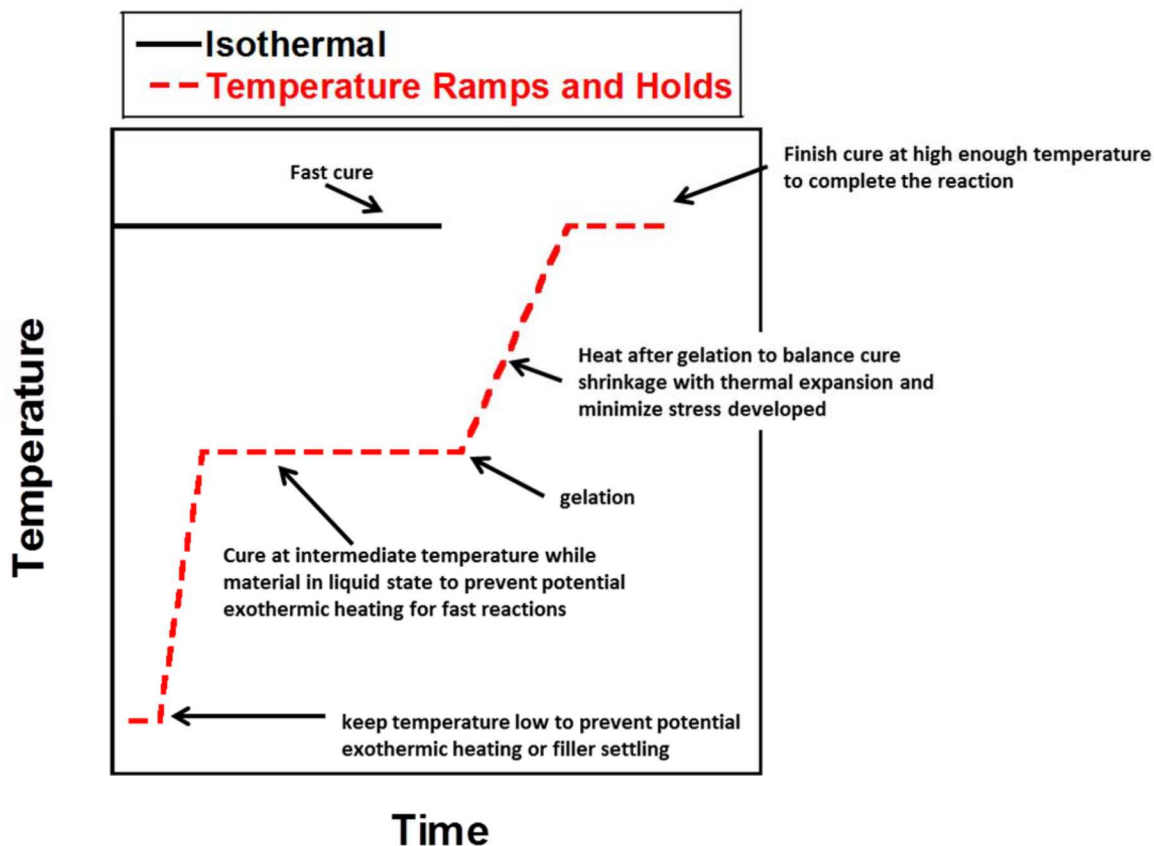 Isothermal
Temperature Ramps and Holds
Fast cure
Finish cure at high enough temperature
to complete the reaction
Heat after gelation to balance cure
shrinkage with thermal expansion and
minimize stress developed
gelation
Cure at intermediate temperature while
material in liquid state to prevent potential
exothermic heating for fast reactions
keep temperature low to prevent potential
exothermic heating or filler settling
Temperature
Time